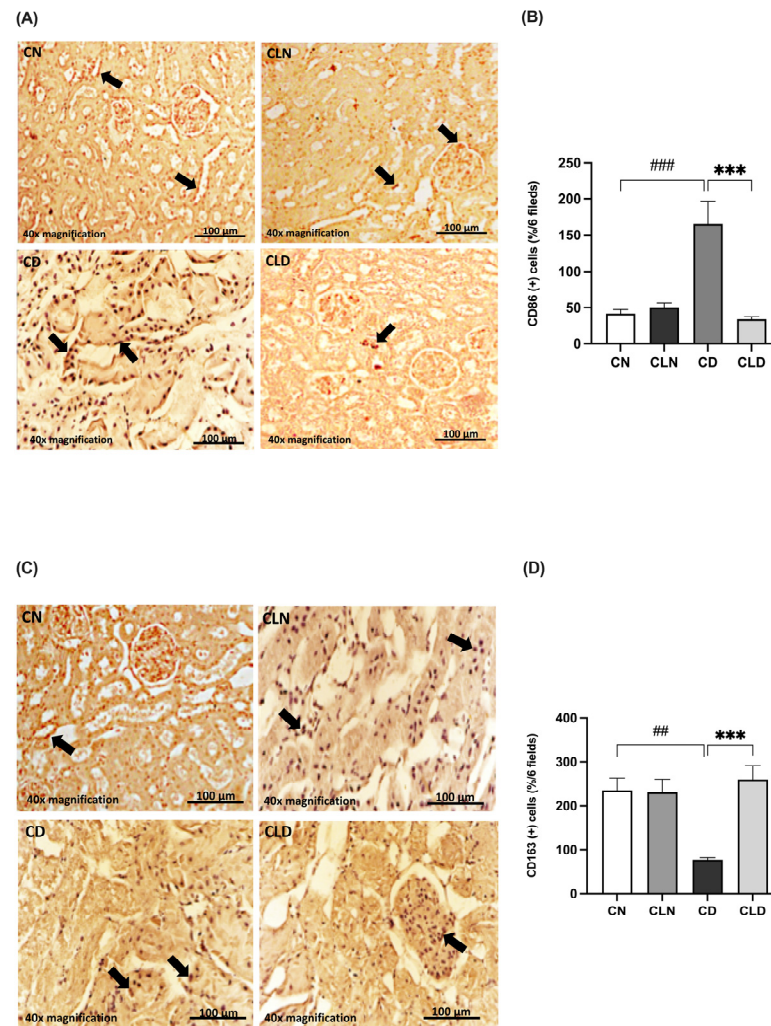 (A)
CN
40x magnification
100 µm
CLN
40x magnification
100 µm
CD
40x magnification
100 µm
CLD
40x magnification
100 µm
(B)
CD86 (+) cells (%/6 fileds)
250
200
150
100
50
0
###
***
CN CLN CD CLD
(C)
CN
40x magnification
100 µm
CLN
40x magnification
100 µm
CD
40x magnification
100 µm
CLD
40x magnification
100 µm
(D)
CD163 (+) cells (%/6 fields)
400
300
200
100
0
##
***
CN CLN CD CLD